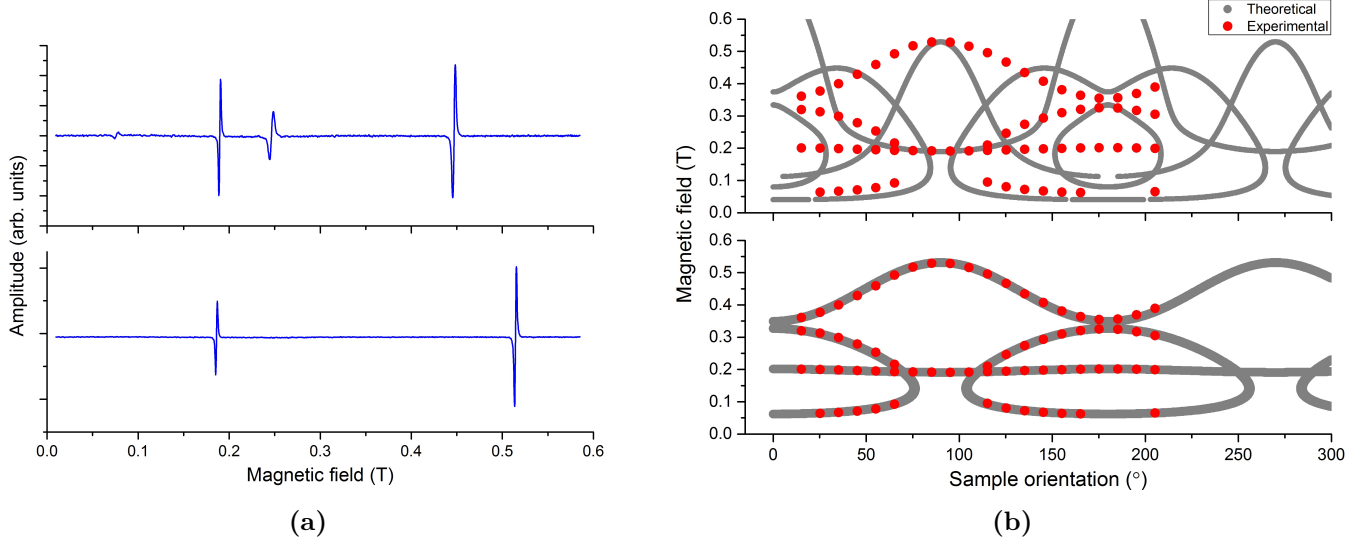 Amplitude (arb. units)
0.0 0.1 0.2 0.3 0.4 0.5 0.6
Magnetic field (T)
(a)
Theoretical
Experimental
0.6
0.5
0.4
0.3
0.2
0.1
0.0
Magnetic field (T)
0.6
0.5
0.4
0.3
0.2
0.1
0.0
0 50 100 150 200 250 300
Sample orientation (°)
(b)